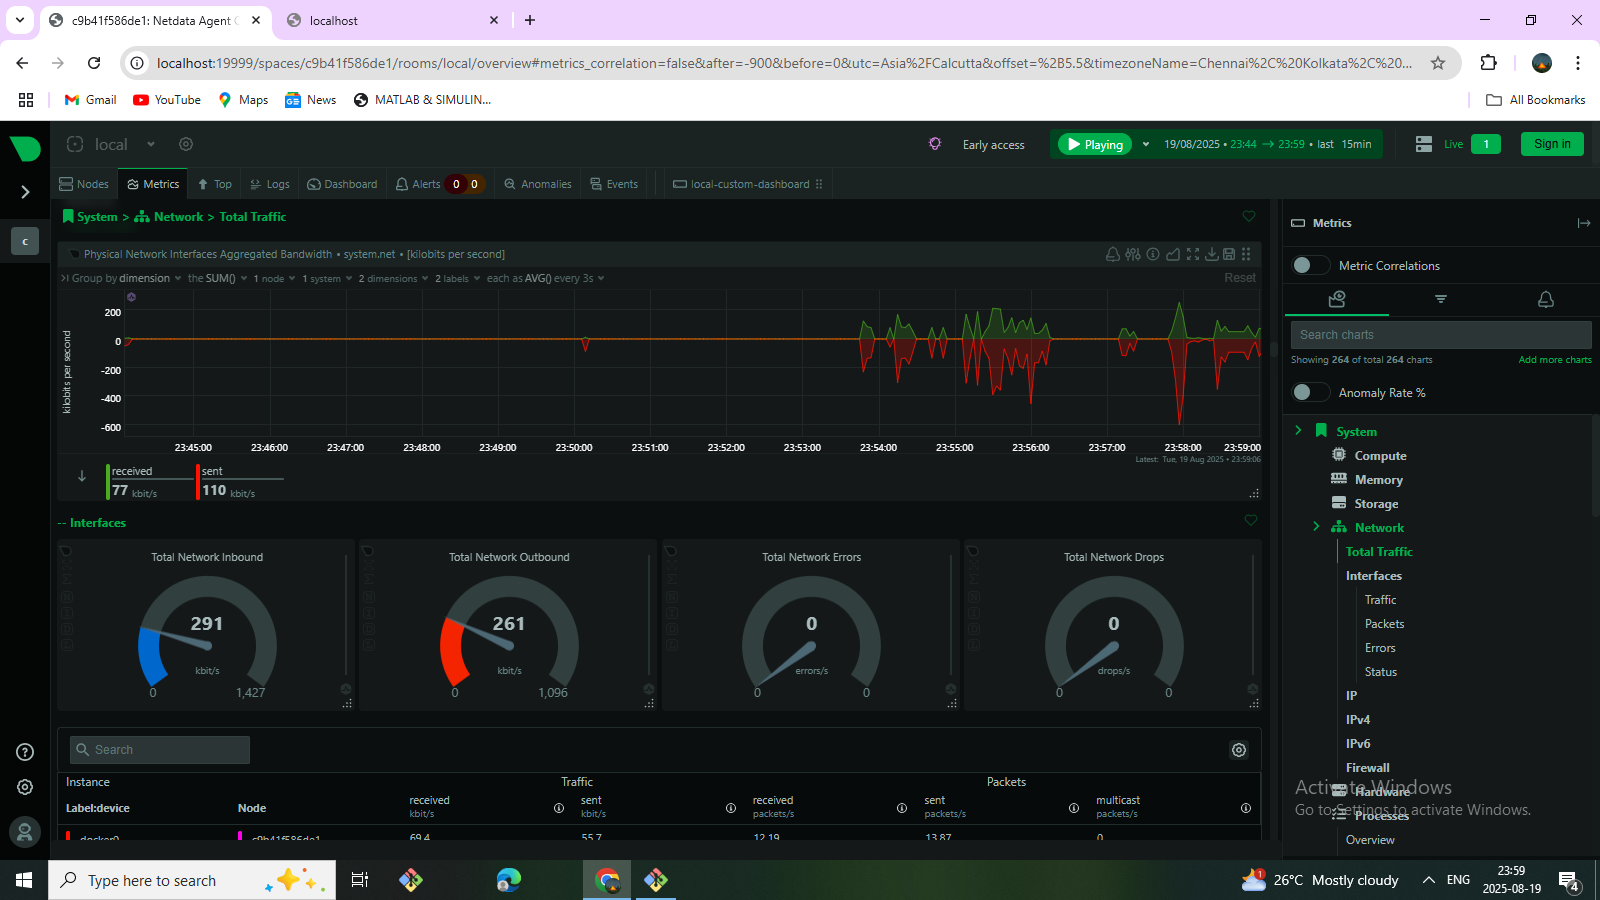 c9b41f586de1: Netdata Agent
localhost
localhost:19999/spaces/c9b41f586de1/rooms/local/overview#metrics_correlation=false&after=-900&before=0&utc=Asia%2FCalcutta&offset=%2B5.5&timezoneName=Chennai%2C%20Kolkata%2C%20...
Gmail YouTube Maps News MATLAB & SIMULIN... All Bookmarks
local Early access Playing 19/08/2025 • 23:44 → 23:59 • last 15min Live 1 Sign in
Nodes Metrics Top Logs Dashboard Alerts 0 0 Anomalies Events local-custom-dashboard
System > Network > Total Traffic
Physical Network Interfaces Aggregated Bandwidth • system.net • [kilobits per second]
Group by dimension the SUM() 1 node 1 system 2 dimensions 2 labels each as AVG() every 3s Reset
kilobits per second
200
0
-200
-400
-600
23:45:00 23:46:00 23:47:00 23:48:00 23:49:00 23:50:00 23:51:00 23:52:00 23:53:00 23:54:00 23:55:00 23:56:00 23:57:00 23:58:00 23:59:00
Latest: Tue, 19 Aug 2025 • 23:59:06
received sent
77 kbit/s 110 kbit/s
-- Interfaces
Total Network Inbound
291
kbit/s
0 1,427
Total Network Outbound
261
kbit/s
0 1,096
Total Network Errors
0
errors/s
0 0
Total Network Drops
0
drops/s
0 0
Search
Instance Traffic Packets
Label:device Node received kbit/s sent kbit/s received packets/s sent packets/s multicast packets/s
docker0 c9b41f586de1 69.4 55.7 12.19 13.87 0
Metrics
Metric Correlations
Search charts
Showing 264 of total 264 charts Add more charts
Anomaly Rate %
System
Compute
Memory
Storage
Network
Total Traffic
Interfaces
Traffic
Packets
Errors
Status
IP
IPv4
IPv6
Firewall
Hardware
Processes
Overview
Activate Windows
Go to Settings to activate Windows.
c
Type here to search
26°C Mostly cloudy ENG 23:59
2025-08-19
4
1